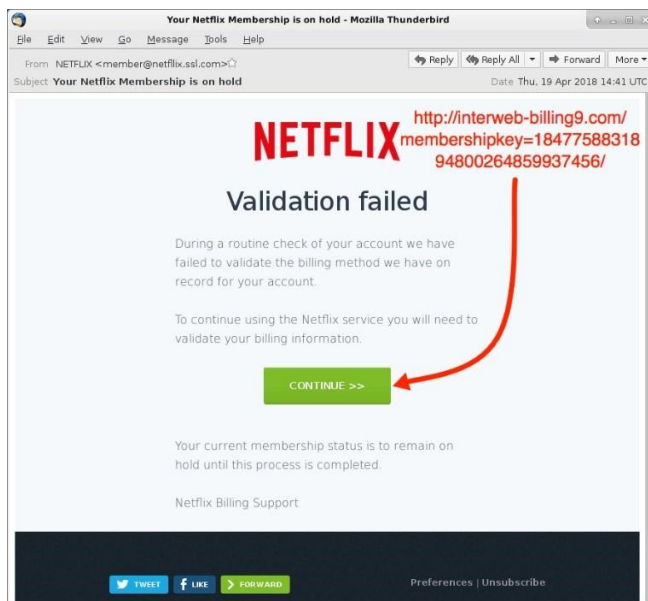 Your Netflix Membership is on hold - Mozilla Thunderbird
File Edit View Go Message Tools Help
From NETFLIX <member@netflix.ssl.com>
Reply Reply All Forward More
Subject Your Netflix Membership is on hold
Date Thu, 19 Apr 2018 14:41 UTC
NETFLIX
http://interweb-billing9.com/
membershipkey=18477588318
94800264859937456/
Validation failed
During a routine check of your account we have
failed to validate the billing method we have on
record for your account.
To continue using the Netflix service you will need to
validate your billing information.
CONTINUE >>
Your current membership status is to remain on
hold until this process is completed.
Netflix Billing Support
TWEET LIKE FORWARD
Preferences | Unsubscribe